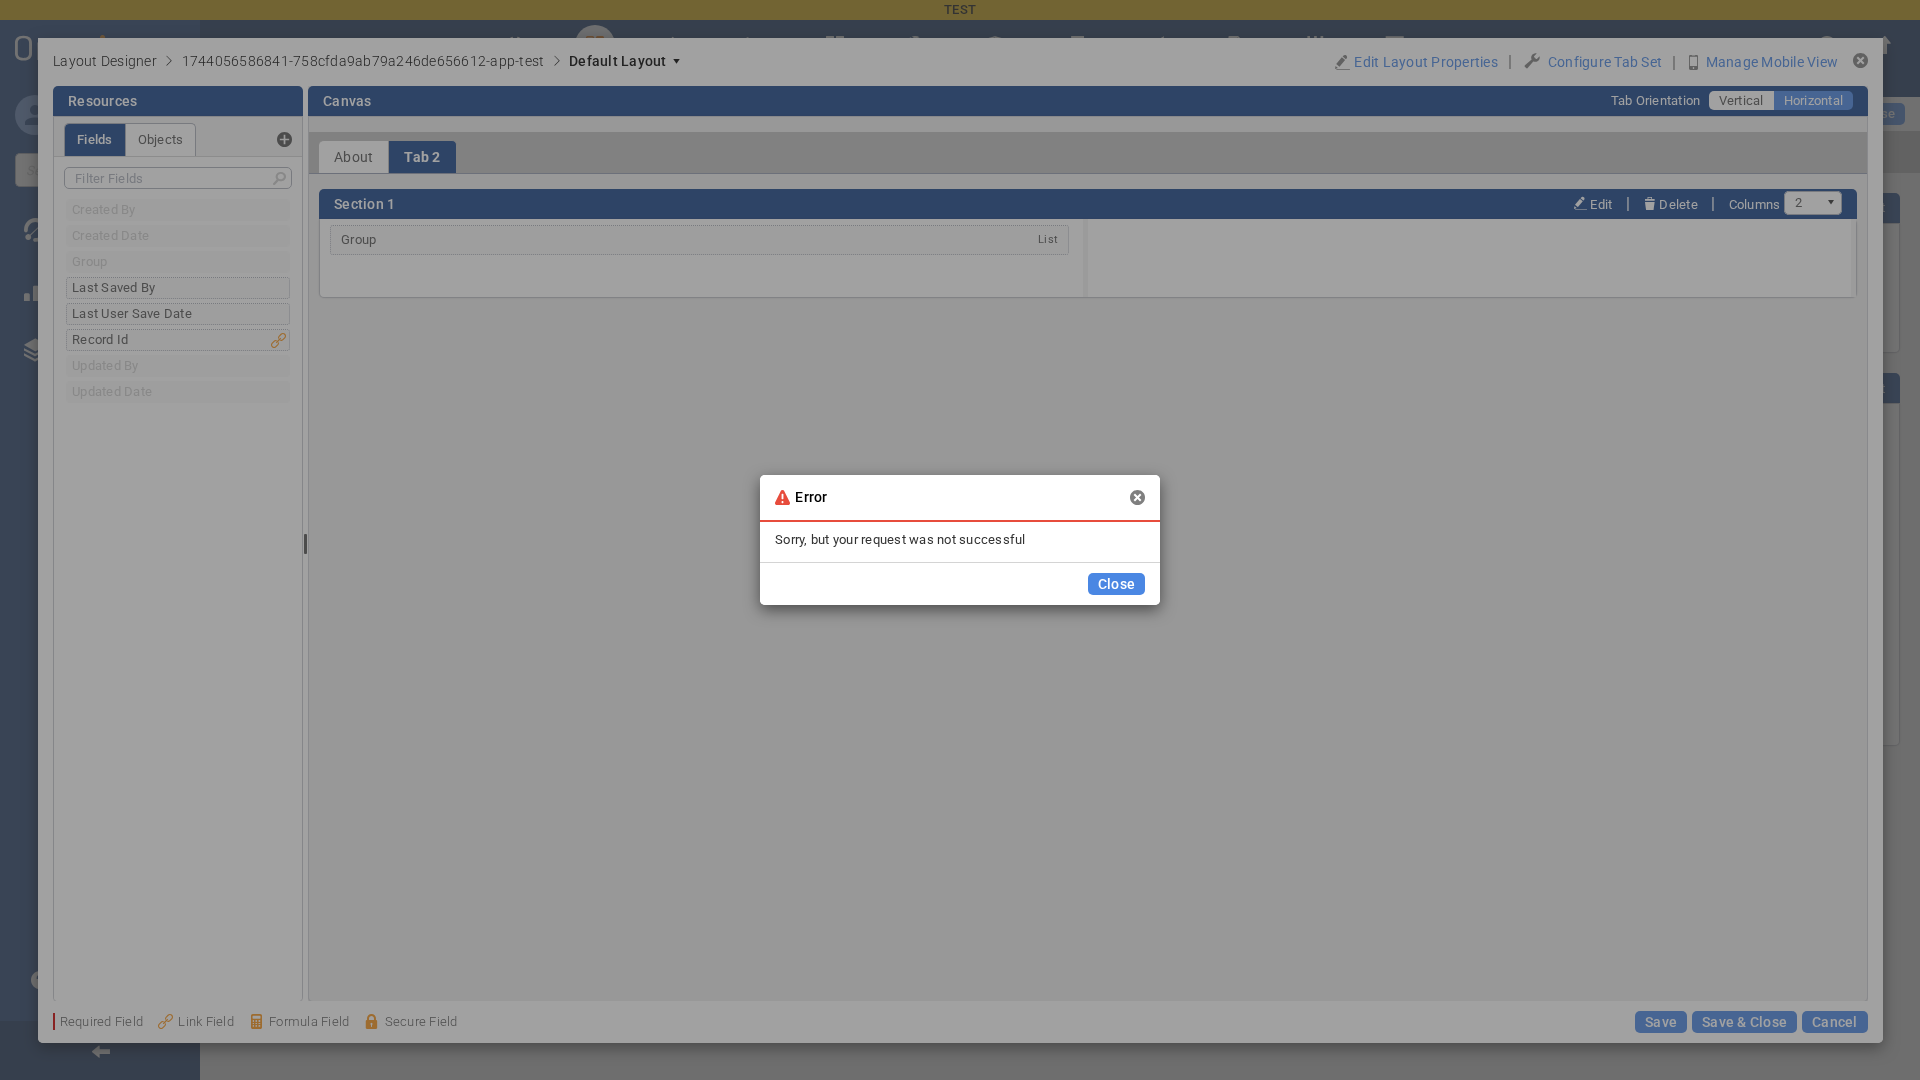 TEST
Layout Designer > 1744056586841-758cfda9ab79a246de656612-app-test > Default Layout
Edit Layout Properties | Configure Tab Set | Manage Mobile View
Resources
Canvas
Tab Orientation Vertical Horizontal
Fields Objects
About Tab 2
Filter Fields
Created By
Created Date
Group
Last Saved By
Last User Save Date
Record Id
Updated By
Updated Date
Section 1
Edit | Delete | Columns 2
Group List
Error
Sorry, but your request was not successful
Close
Required Field Link Field Formula Field Secure Field
Save Save & Close Cancel